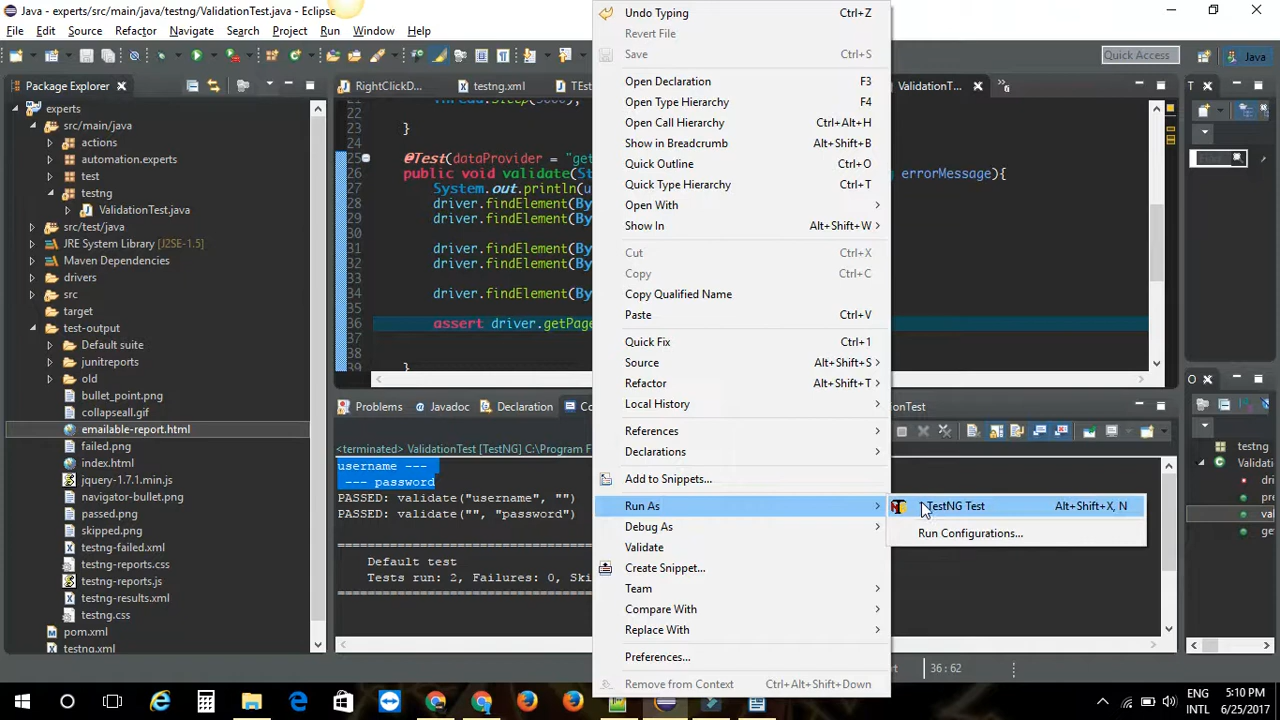 Java - experts/src/main/java/testng/ValidationTest.java - Eclipse
File Edit Source Refactor Navigate Search Project Run Window Help
Quick Access
Java
Package Explorer
experts
src/main/java
actions
automation.experts
test
testng
ValidationTest.java
src/test/java
JRE System Library [J2SE-1.5]
Maven Dependencies
drivers
src
target
test-output
Default suite
junitreports
old
bullet_point.png
collapseall.gif
emailable-report.html
failed.png
index.html
jquery-1.7.1.min.js
navigator-bullet.png
passed.png
skipped.png
testng-failed.xml
testng-reports.css
testng-reports.js
testng-results.xml
testng.css
pom.xml
testng.xml
RightClickD...
testng.xml
ValidationTest....
22
23 }
24
25 @Test(dataProvider = "get
26 public void validate(St
errorMessage){
27 System.out.println(u
28 driver.findElement(By
29 driver.findElement(By
30
31 driver.findElement(By
32 driver.findElement(By
33
34 driver.findElement(By
35
36 assert driver.getPage
37
38
39 }
Problems Javadoc Declaration Co
<terminated> ValidationTest [TestNG] C:\Program F
username ---
--- password
PASSED: validate("username", "")
PASSED: validate("", "password")
===============================
Default test
Tests run: 2, Failures: 0, Ski
===============================
Undo Typing Ctrl+Z
Revert File
Save Ctrl+S
Open Declaration F3
Open Type Hierarchy F4
Open Call Hierarchy Ctrl+Alt+H
Show in Breadcrumb Alt+Shift+B
Quick Outline Ctrl+O
Quick Type Hierarchy Ctrl+T
Open With
Show In Alt+Shift+W
Cut Ctrl+X
Copy Ctrl+C
Copy Qualified Name
Paste Ctrl+V
Quick Fix Ctrl+1
Source Alt+Shift+S
Refactor Alt+Shift+T
Local History
References
Declarations
Add to Snippets...
Run As
Debug As
Validate
Create Snippet...
Team
Compare With
Replace With
Preferences...
Remove from Context Ctrl+Alt+Shift+Down
TestNG Test Alt+Shift+X, N
Run Configurations...
testng
Validati
dri
val
get
36:62
ENG
INTL
5:10 PM
6/25/2017